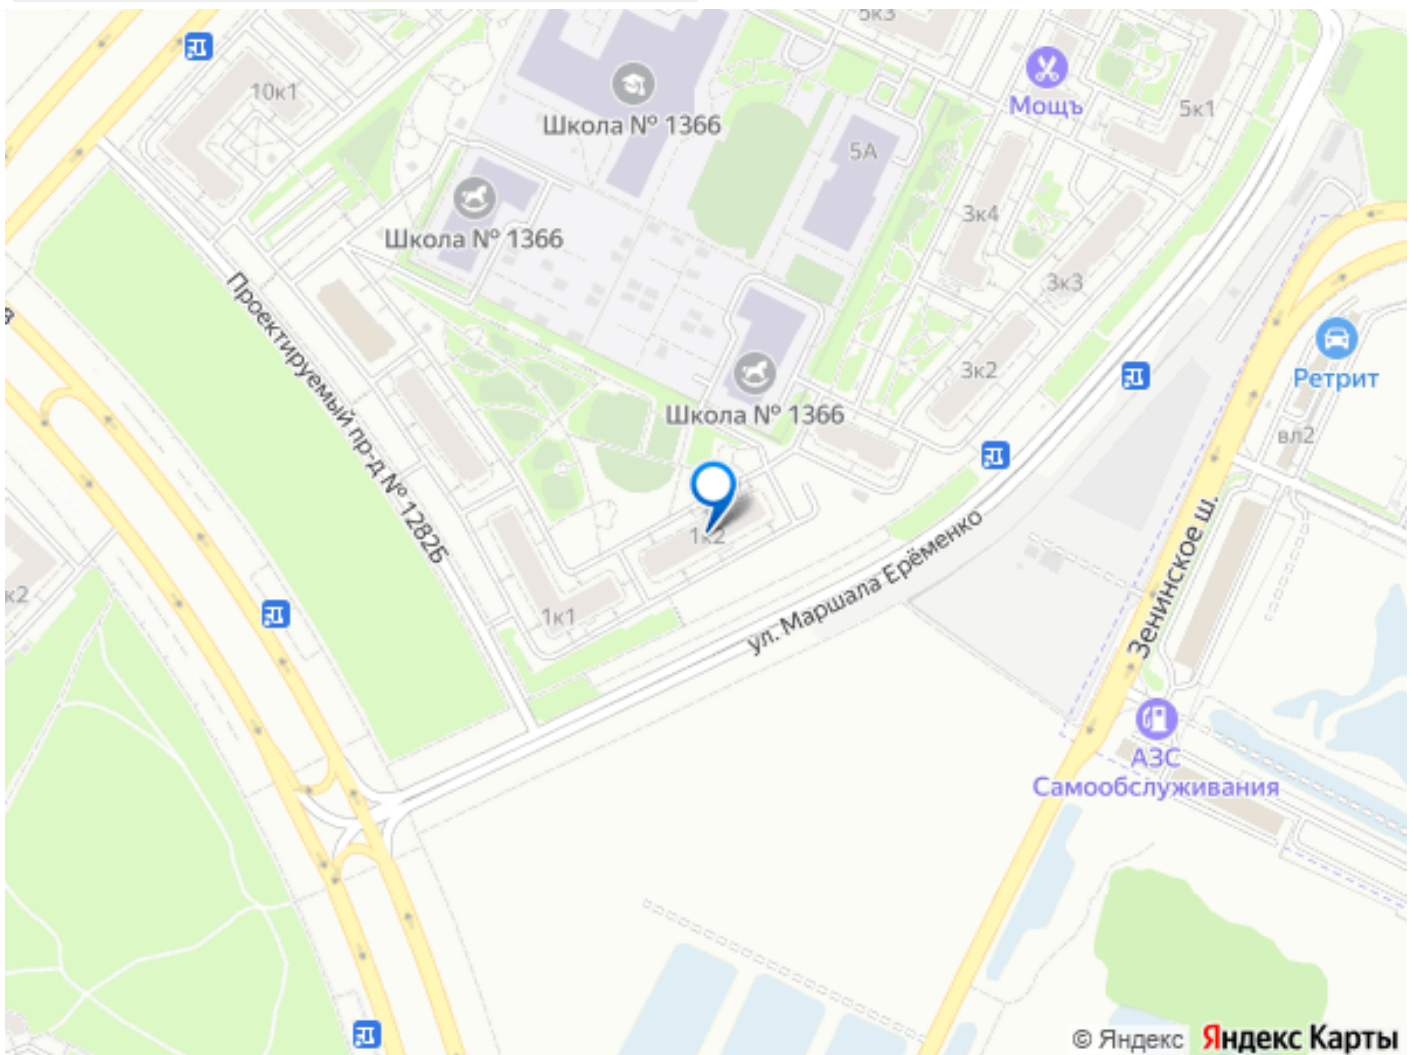 5к3
10к1
Мощъ
5к1
Школа № 1366
5А
3к4
Школа № 1366
3к3
Проектируемый пр-д № 1282Б
в
Ретрит
3к2
Школа № 1366
вл2
1к2
ул. Маршала Ерёменко
Зенинское ш.
к2
1к1
АЗС
Самообслуживания
© Яндекс Яндекс Карты